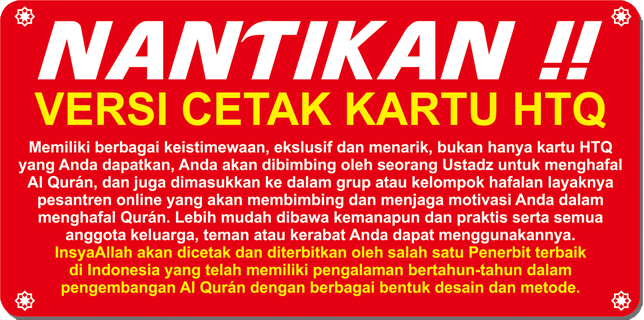 NANTIKAN !!
VERSI CETAK KARTU HTQ
Memiliki berbagai keistimewaan, ekslusif dan menarik, bukan hanya kartu HTQ
yang Anda dapatkan, Anda akan dibimbing oleh seorang Ustadz untuk menghafal
Al Qurán, dan juga dimasukkan ke dalam grup atau kelompok hafalan layaknya
pesantren online yang akan membimbing dan menjaga motivasi Anda dalam
menghafal Qurán. Lebih mudah dibawa kemanapun dan praktis serta semua
anggota keluarga, teman atau kerabat Anda dapat menggunakannya.
InsyaAllah akan dicetak dan diterbitkan oleh salah satu Penerbit terbaik
di Indonesia yang telah memiliki pengalaman bertahun-tahun dalam
pengembangan Al Qurán dengan berbagai bentuk desain dan metode.